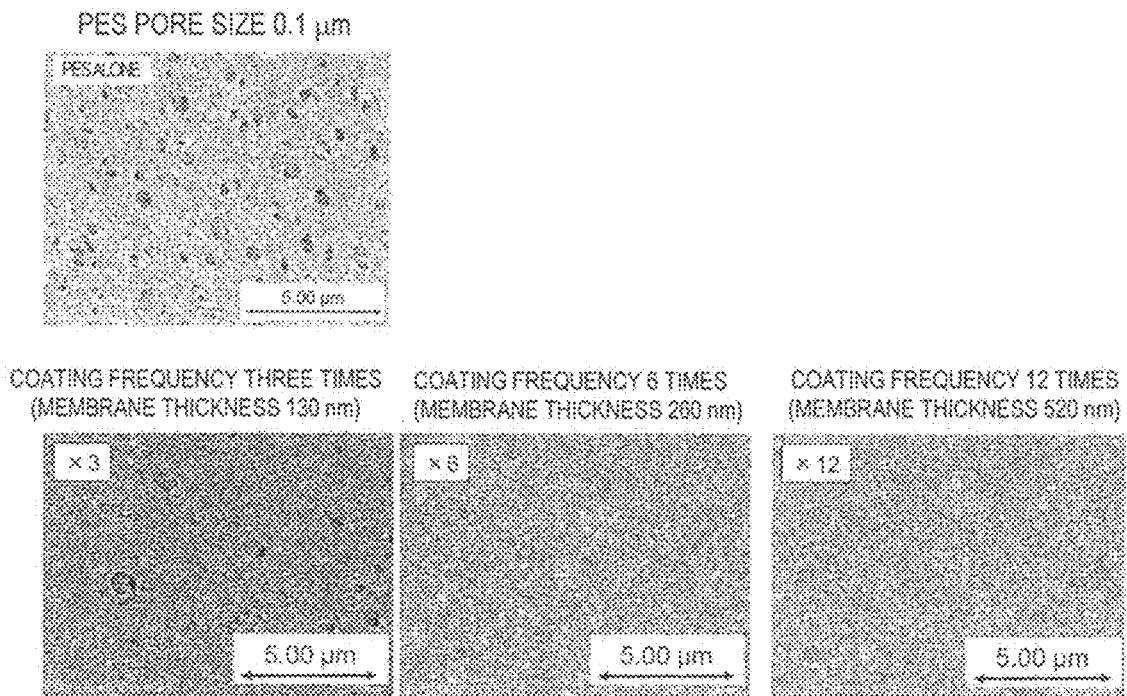 PES PORE SIZE 0.1 µm
PES ALONE
5.00 µm
COATING FREQUENCY THREE TIMES
(MEMBRANE THICKNESS 130 nm)
× 3
5.00 µm
COATING FREQUENCY 6 TIMES
(MEMBRANE THICKNESS 260 nm)
× 6
5.00 µm
COATING FREQUENCY 12 TIMES
(MEMBRANE THICKNESS 520 nm)
× 12
5.00 µm